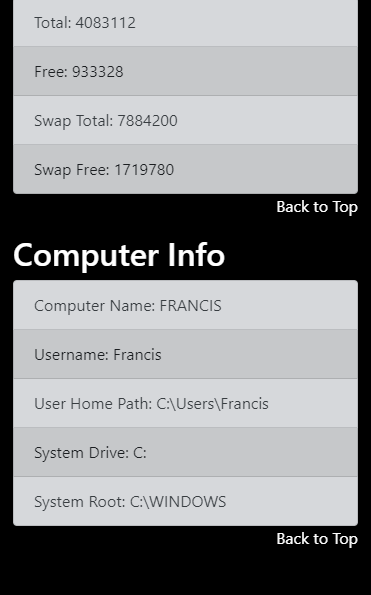 Total: 4083112
Free: 933328
Swap Total: 7884200
Swap Free: 1719780
Back to Top
Computer Info
Computer Name: FRANCIS
Username: Francis
User Home Path: C:\Users\Francis
System Drive: C:
System Root: C:\WINDOWS
Back to Top